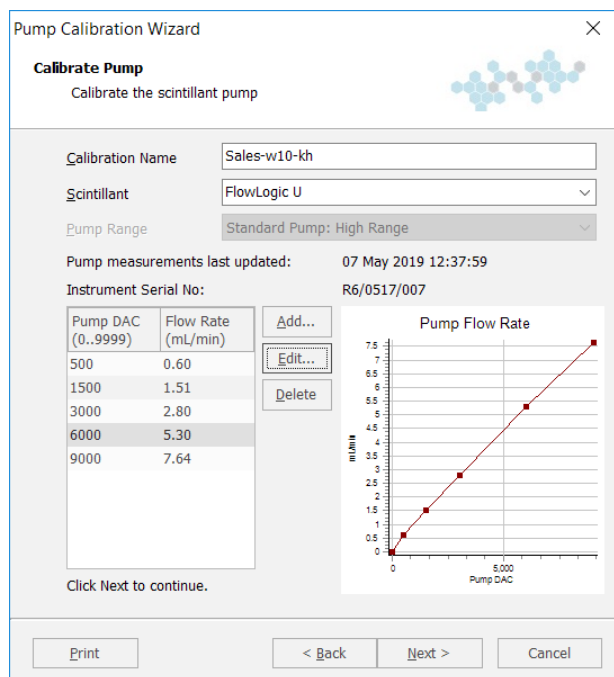 Pump Calibration Wizard
Calibrate Pump
Calibrate the scintillant pump
Calibration Name Sales-w10-kh
Scintillant FlowLogic U
Pump Range Standard Pump: High Range
Pump measurements last updated: 07 May 2019 12:37:59
Instrument Serial No: R6/0517/007
Pump DAC Flow Rate
(0..9999) (mL/min)
500 0.60
1500 1.51
3000 2.80
6000 5.30
9000 7.64
Add...
Edit...
Delete
Pump Flow Rate
7.5
7
6.5
6
5.5
5
4.5
4
3.5
3
2.5
2
1.5
1
0.5
0
mL/min
0 5,000
Pump DAC
Click Next to continue.
Print < Back Next > Cancel